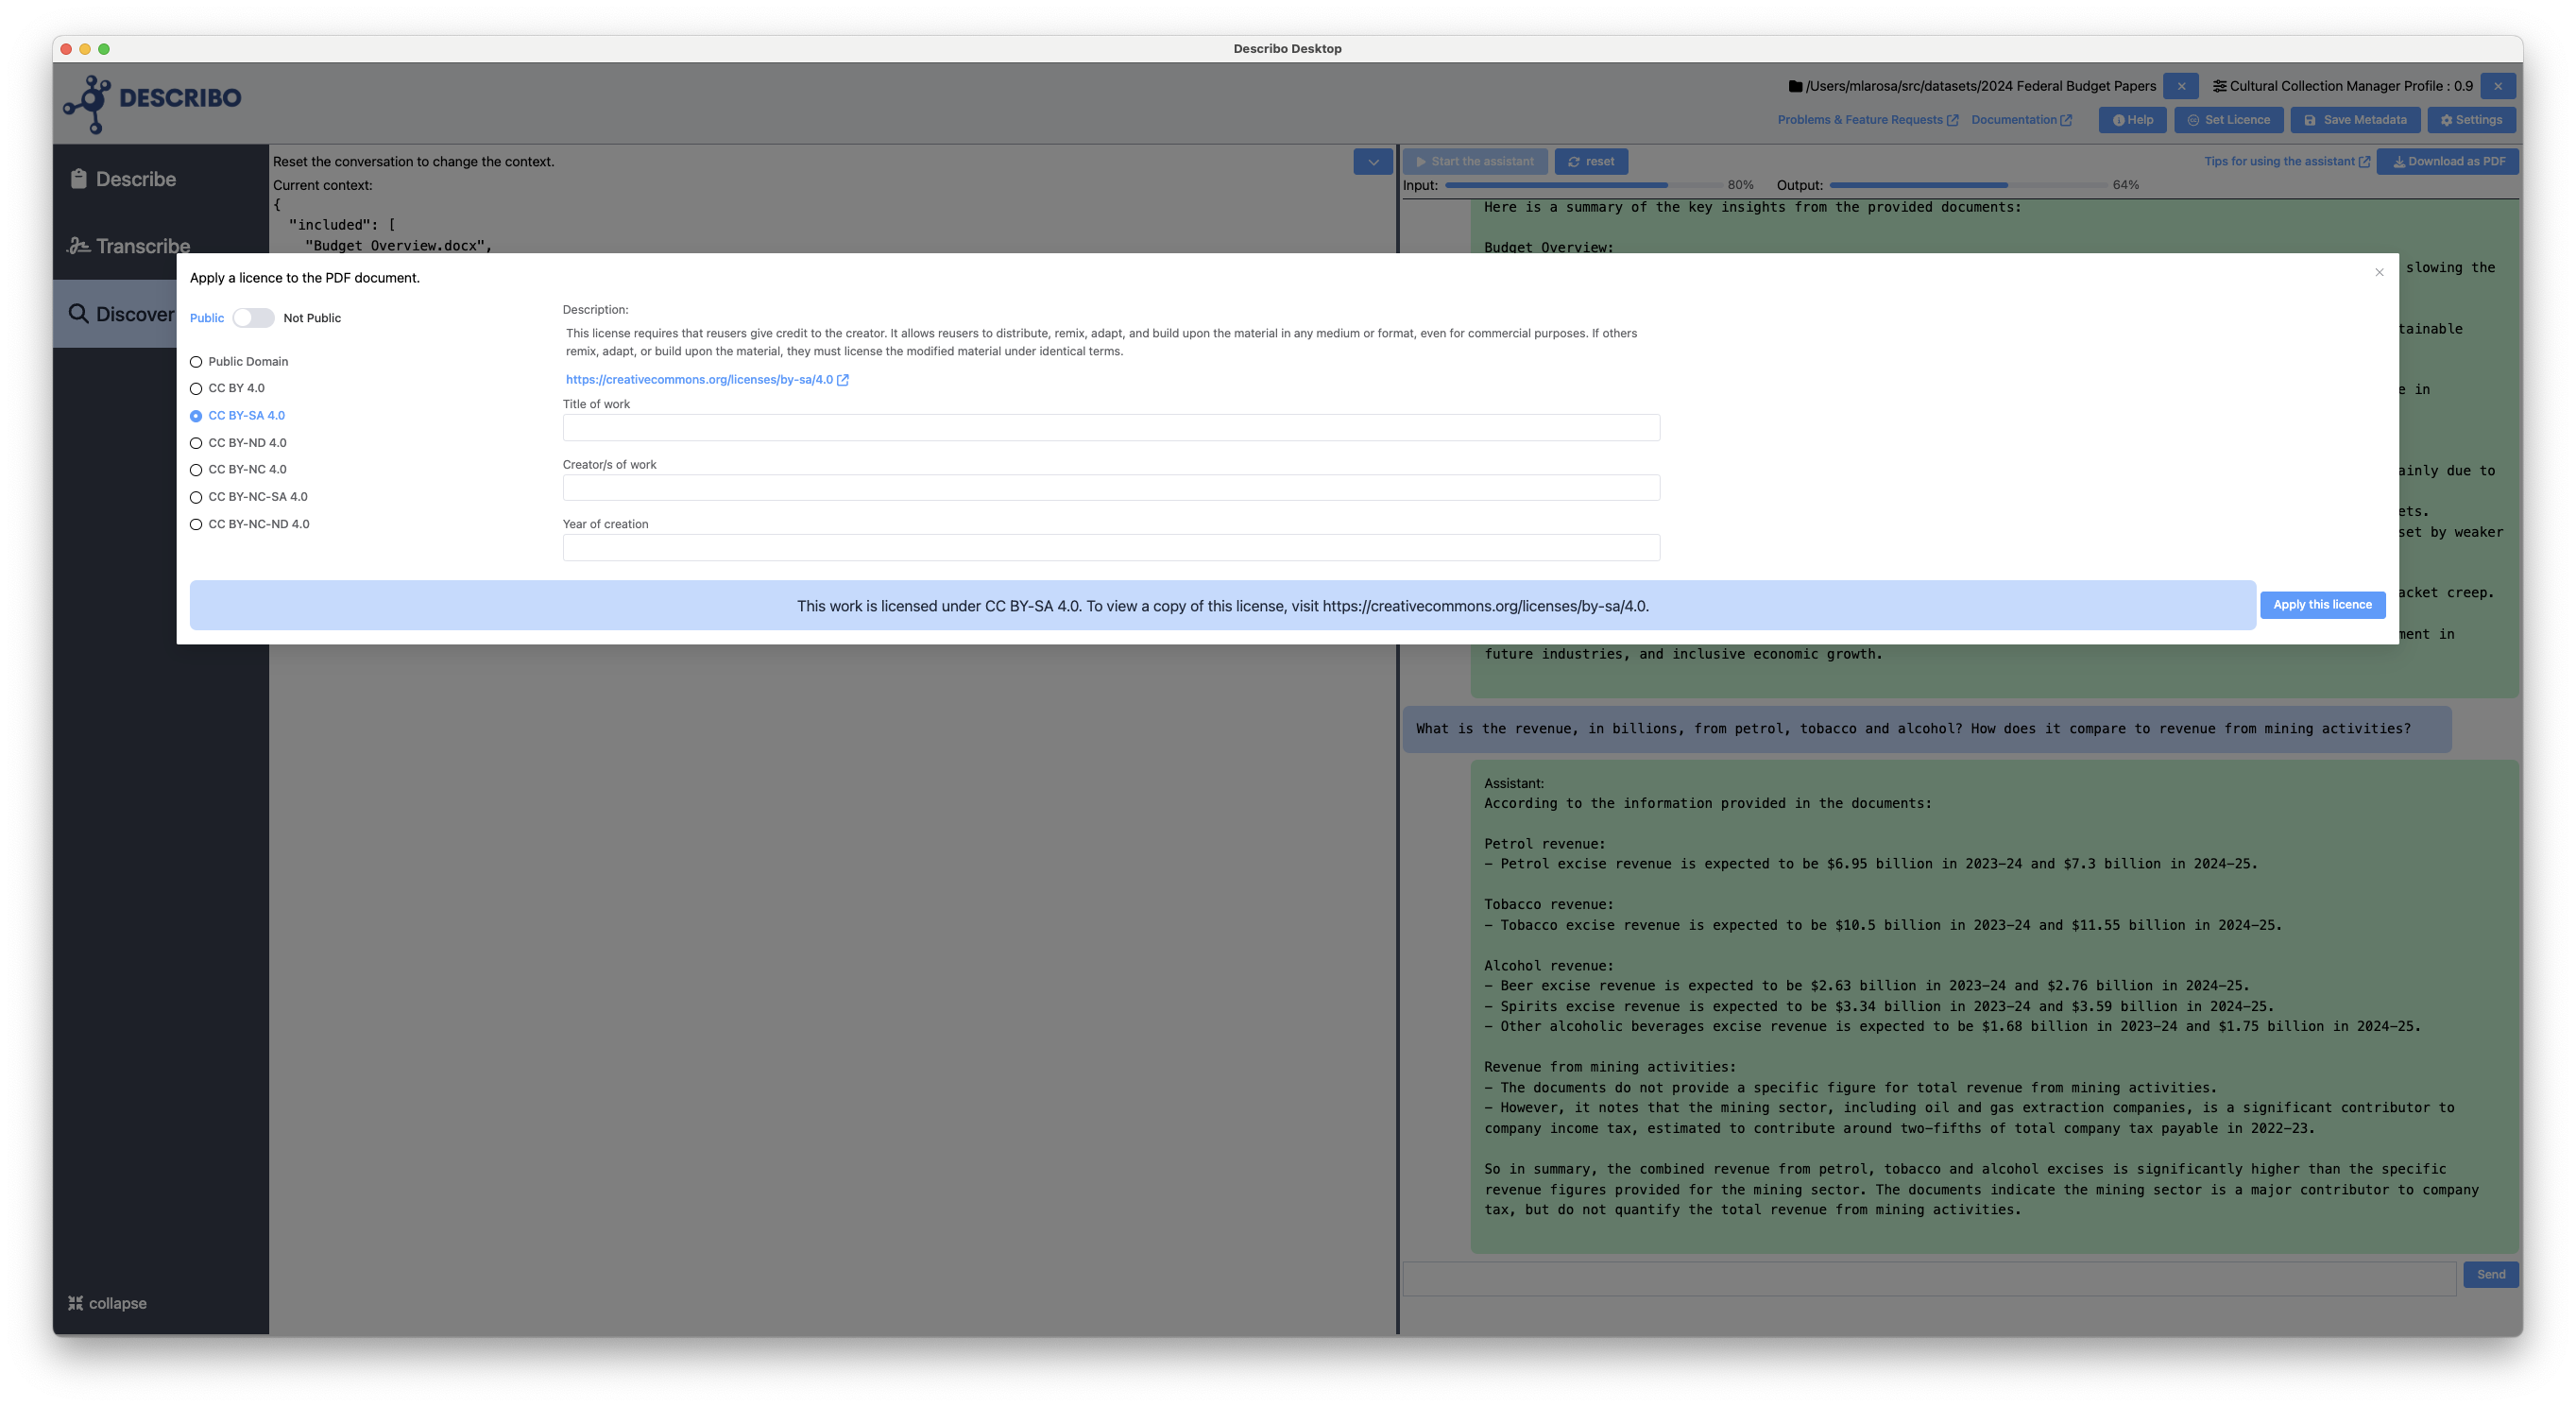 Describo Desktop
DESCRIBO
/Users/mlarosa/src/datasets/2024 Federal Budget Papers
Cultural Collection Manager Profile : 0.9
Problems & Feature Requests
Documentation
Help
Set Licence
Save Metadata
Settings
Describe
Transcribe
Discover
collapse
Reset the conversation to change the context.
Current context:
{
"included": [
"Budget Overview.docx",
Start the assistant
reset
Tips for using the assistant
Download as PDF
Input: 80%
Output: 64%
Here is a summary of the key insights from the provided documents:
Budget Overview:
slowing the
tainable
in
ainly due to
ets.
set by weaker
acket creep.
ment in
future industries, and inclusive economic growth.
Apply a licence to the PDF document.
Public
Not Public
Public Domain
CC BY 4.0
CC BY-SA 4.0
CC BY-ND 4.0
CC BY-NC 4.0
CC BY-NC-SA 4.0
CC BY-NC-ND 4.0
Description:
This license requires that reusers give credit to the creator. It allows reusers to distribute, remix, adapt, and build upon the material in any medium or format, even for commercial purposes. If others
remix, adapt, or build upon the material, they must license the modified material under identical terms.
https://creativecommons.org/licenses/by-sa/4.0
Title of work
Creator/s of work
Year of creation
This work is licensed under CC BY-SA 4.0. To view a copy of this license, visit https://creativecommons.org/licenses/by-sa/4.0.
Apply this licence
What is the revenue, in billions, from petrol, tobacco and alcohol? How does it compare to revenue from mining activities?
Assistant:
According to the information provided in the documents:
Petrol revenue:
– Petrol excise revenue is expected to be $6.95 billion in 2023–24 and $7.3 billion in 2024–25.
Tobacco revenue:
– Tobacco excise revenue is expected to be $10.5 billion in 2023–24 and $11.55 billion in 2024–25.
Alcohol revenue:
– Beer excise revenue is expected to be $2.63 billion in 2023–24 and $2.76 billion in 2024–25.
– Spirits excise revenue is expected to be $3.34 billion in 2023–24 and $3.59 billion in 2024–25.
– Other alcoholic beverages excise revenue is expected to be $1.68 billion in 2023–24 and $1.75 billion in 2024–25.
Revenue from mining activities:
– The documents do not provide a specific figure for total revenue from mining activities.
– However, it notes that the mining sector, including oil and gas extraction companies, is a significant contributor to
company income tax, estimated to contribute around two–fifths of total company tax payable in 2022–23.
So in summary, the combined revenue from petrol, tobacco and alcohol excises is significantly higher than the specific
revenue figures provided for the mining sector. The documents indicate the mining sector is a major contributor to company
tax, but do not quantify the total revenue from mining activities.
Send